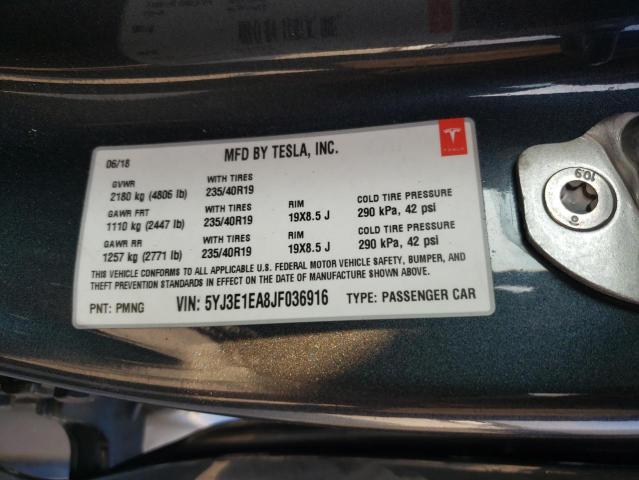 06/18 MFD BY TESLA, INC. TESLA
GVWR WITH TIRES
2180 kg (4806 lb) 235/40R19
GAWR FRT WITH TIRES RIM COLD TIRE PRESSURE
1110 kg (2447 lb) 235/40R19 19X8.5 J 290 kPa, 42 psi
GAWR RR WITH TIRES RIM COLD TIRE PRESSURE
1257 kg (2771 lb) 235/40R19 19X8.5 J 290 kPa, 42 psi
THIS VEHICLE CONFORMS TO ALL APPLICABLE U.S. FEDERAL MOTOR VEHICLE SAFETY, BUMPER, AND
THEFT PREVENTION STANDARDS IN EFFECT ON THE DATE OF MANUFACTURE SHOWN ABOVE.
PNT: PMNG VIN: 5YJ3E1EA8JF036916 TYPE: PASSENGER CAR
10.9